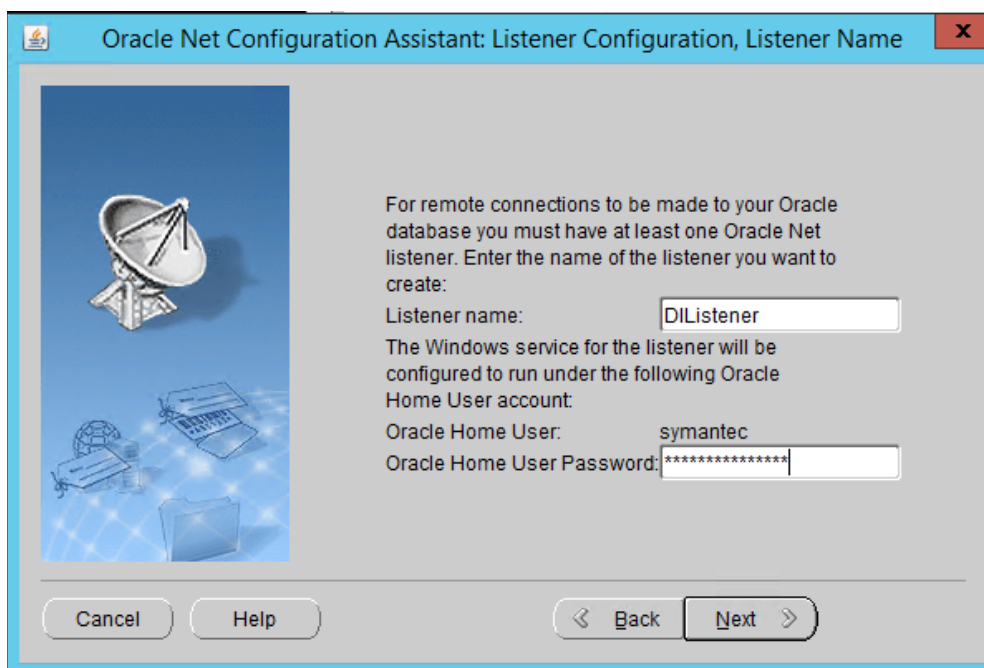 Oracle Net Configuration Assistant: Listener Configuration, Listener Name
x
For remote connections to be made to your Oracle
database you must have at least one Oracle Net
listener. Enter the name of the listener you want to
create:
Listener name: DIListener
The Windows service for the listener will be
configured to run under the following Oracle
Home User account:
Oracle Home User: symantec
Oracle Home User Password: ***************
Cancel Help Back Next